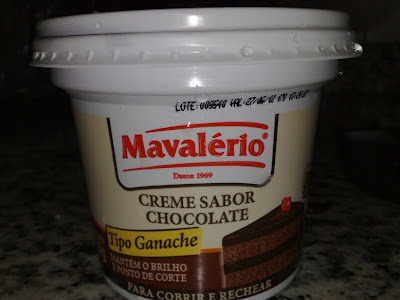 Mavalério
DESDE 1969
CREME SABOR
CHOCOLATE
Tipo Ganache
MANTÉM O BRILHO
E PONTO DE CORTE
PARA COBRIR E RECHEAR